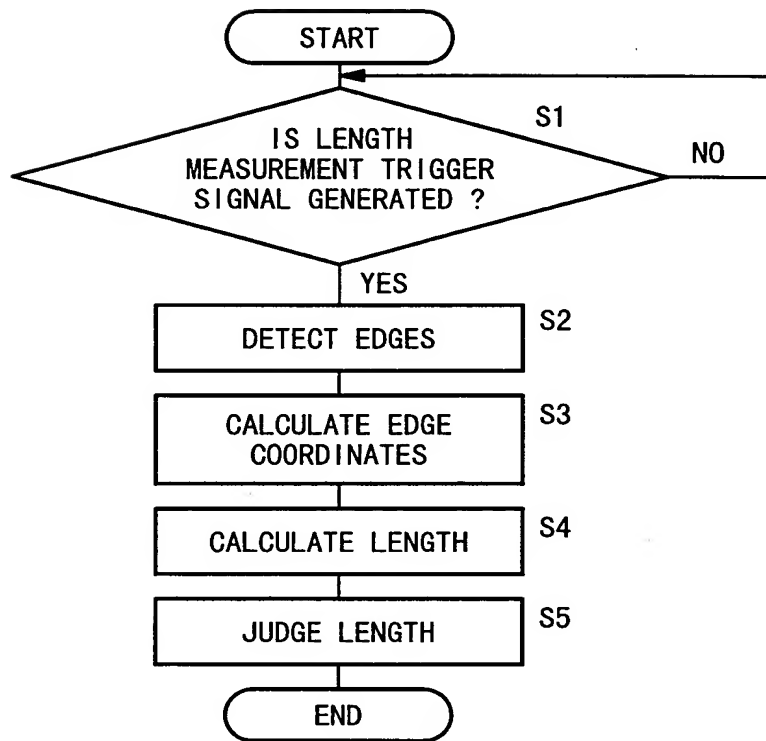 START
S1
IS LENGTH
MEASUREMENT TRIGGER
SIGNAL GENERATED ?
NO
YES
DETECT EDGES
S2
CALCULATE EDGE
COORDINATES
S3
CALCULATE LENGTH
S4
JUDGE LENGTH
S5
END